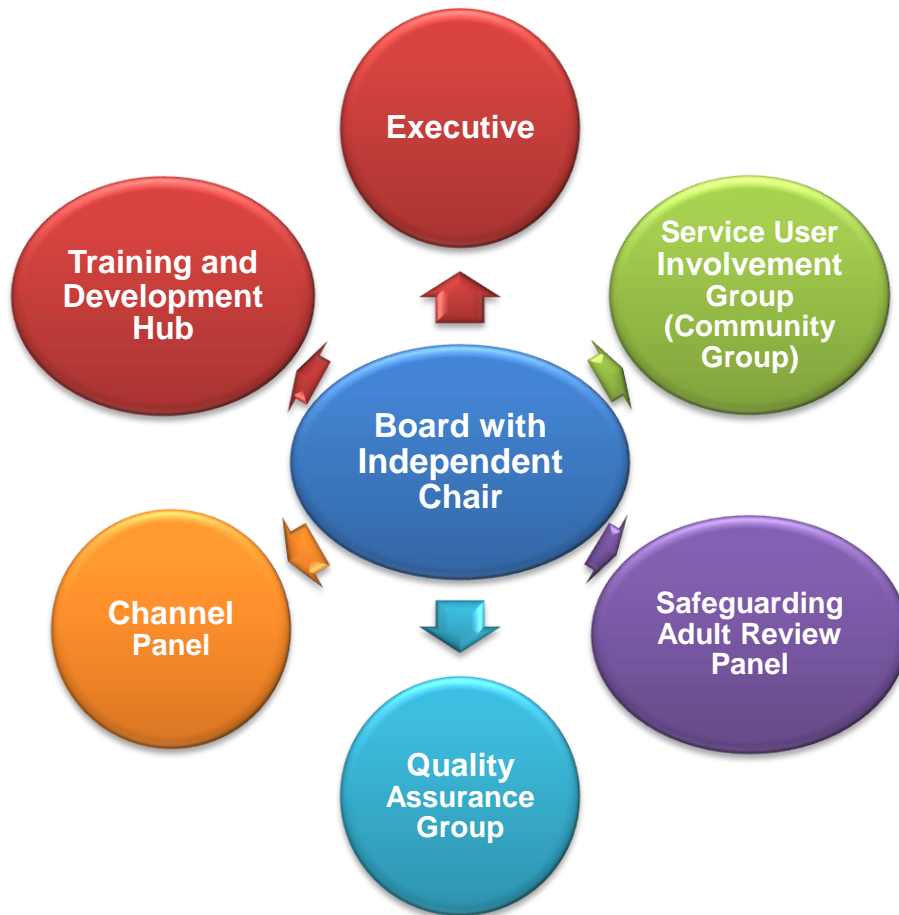 Executive
Training and
Development
Hub
Service User
Involvement
Group
(Community
Group)
Board with
Independent
Chair
Channel
Panel
Safeguarding
Adult Review
Panel
Quality
Assurance
Group